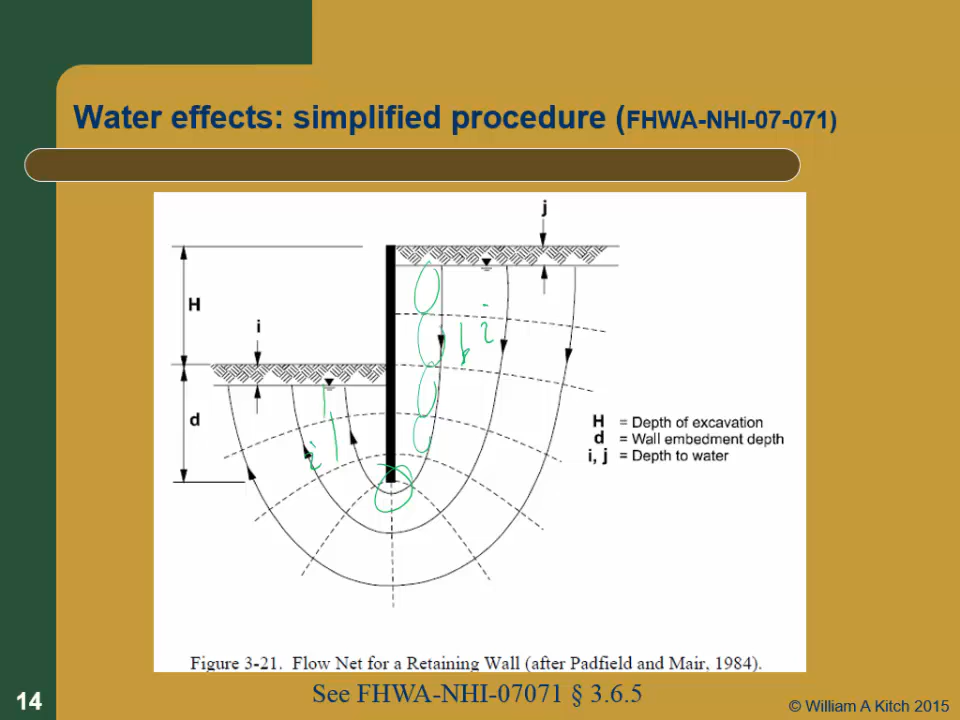 Water effects: simplified procedure (FHWA-NHI-07-071)
j
H
i
d
i
i
H = Depth of excavation
d = Wall embedment depth
i, j = Depth to water
Figure 3-21. Flow Net for a Retaining Wall (after Padfield and Mair, 1984).
See FHWA-NHI-07071 § 3.6.5
14
© William A Kitch 2015